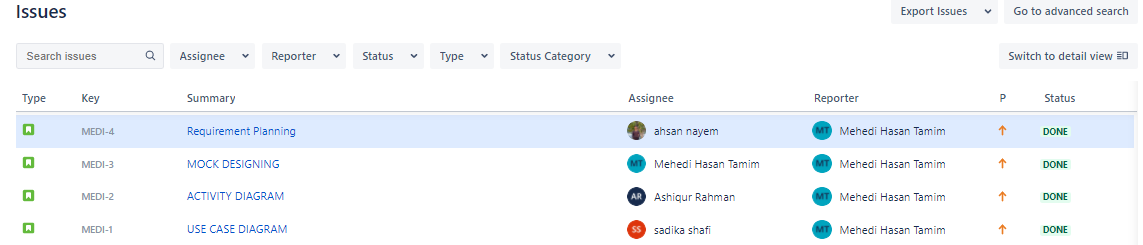 Issues
Export Issues
Go to advanced search
Search issues
Assignee
Reporter
Status
Type
Status Category
Switch to detail view
Type Key Summary Assignee Reporter P Status
MEDI-4 Requirement Planning ahsan nayem MT Mehedi Hasan Tamim DONE
MEDI-3 MOCK DESIGNING MT Mehedi Hasan Tamim MT Mehedi Hasan Tamim DONE
MEDI-2 ACTIVITY DIAGRAM AR Ashiqur Rahman MT Mehedi Hasan Tamim DONE
MEDI-1 USE CASE DIAGRAM SS sadika shafi MT Mehedi Hasan Tamim DONE